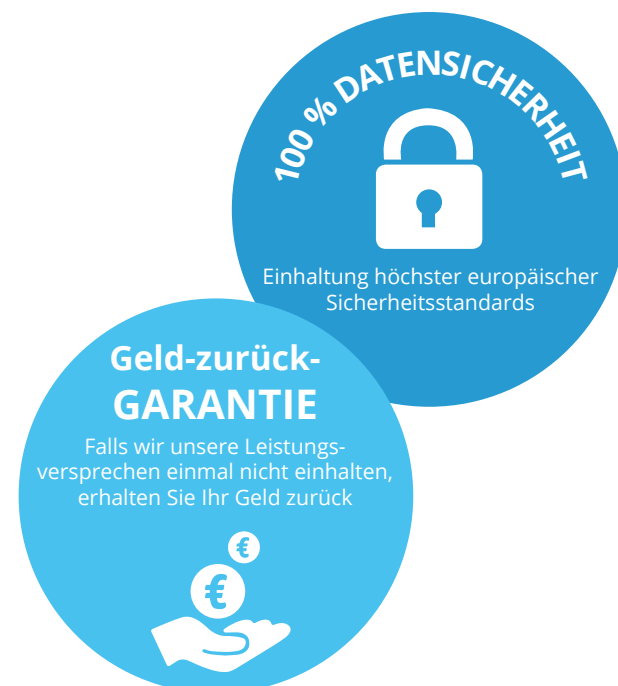 100 % DATENSICHERHEIT
Einhaltung höchster europäischer
Sicherheitsstandards
Geld-zurück-
GARANTIE
Falls wir unsere Leistungs-
versprechen einmal nicht einhalten,
erhalten Sie Ihr Geld zurück
€
€